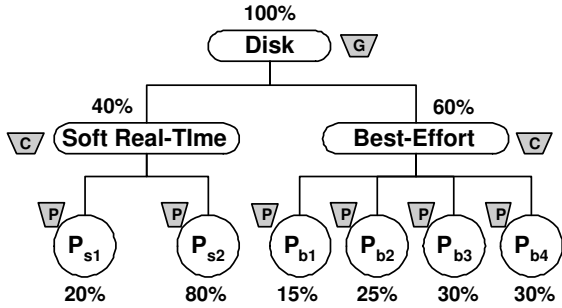 100%
Disk
G
40%
60%
C
Soft Real-TIme
Best-Effort
C
P
P
P
P
P
P
Ps1
Ps2
Pb1
Pb2
Pb3
Pb4
20%
80%
15%
25%
30%
30%